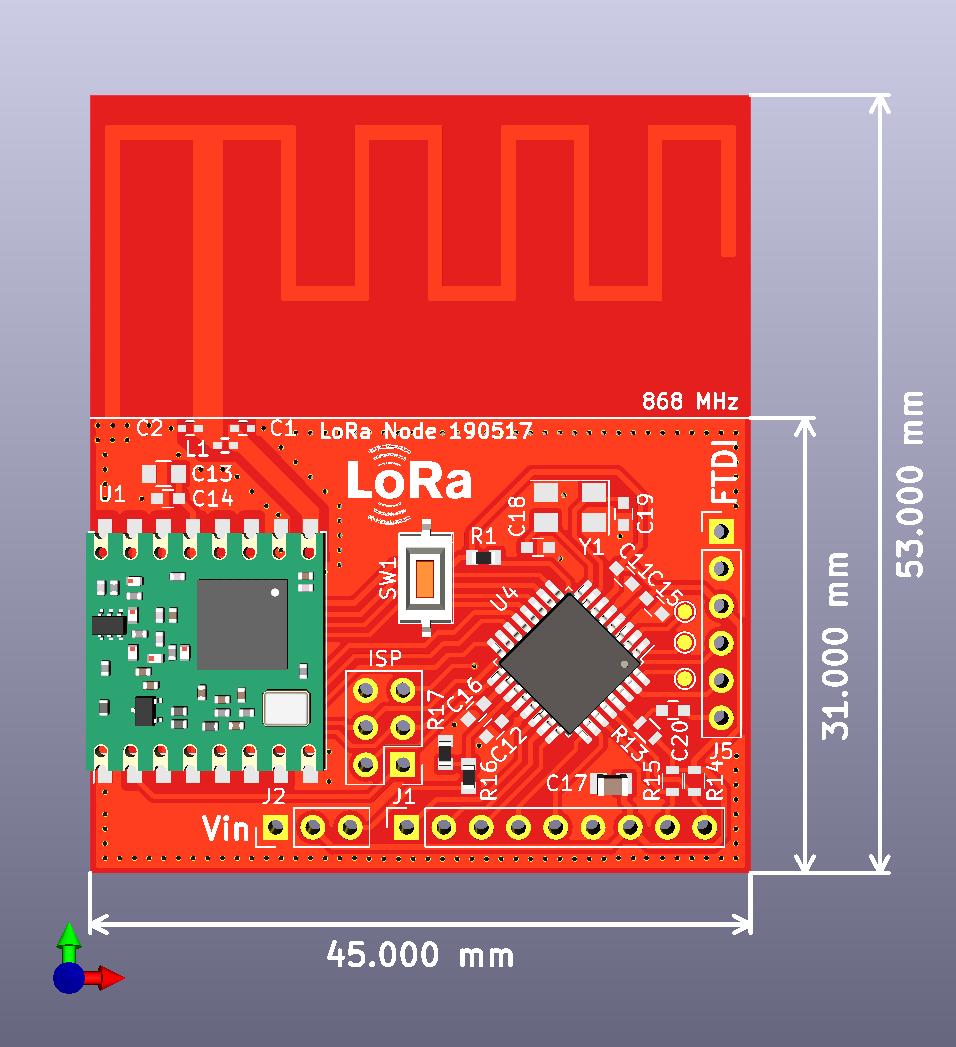 868 MHz
C2
C1
LoRa Node 190517
L1
C13
LoRa
FTDI
U1
C14
C18
C19
R1
Y1
SW1
C11
C15
U4
ISP
C16
R17
C12
R13
C20
J5
R16
C17
R15
R14
J2
J1
Vin
31.000 mm
53.000 mm
45.000 mm